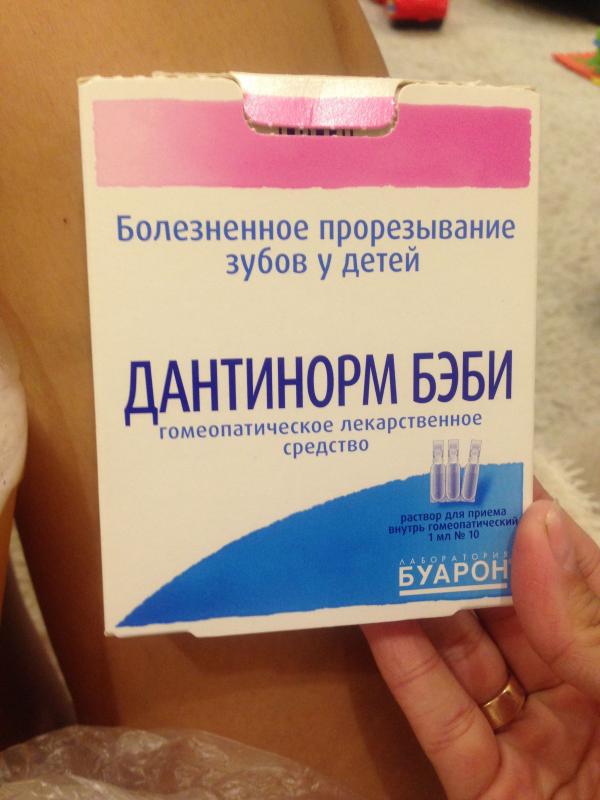 Болезненное прорезывание
зубов у детей
ДАНТИНОРМ БЭБИ
гомеопатическое лекарственное
средство
раствор для приема
внутрь гомеопатический
1 мл № 10
ЛАБОРАТОРИЯ
БУАРОН